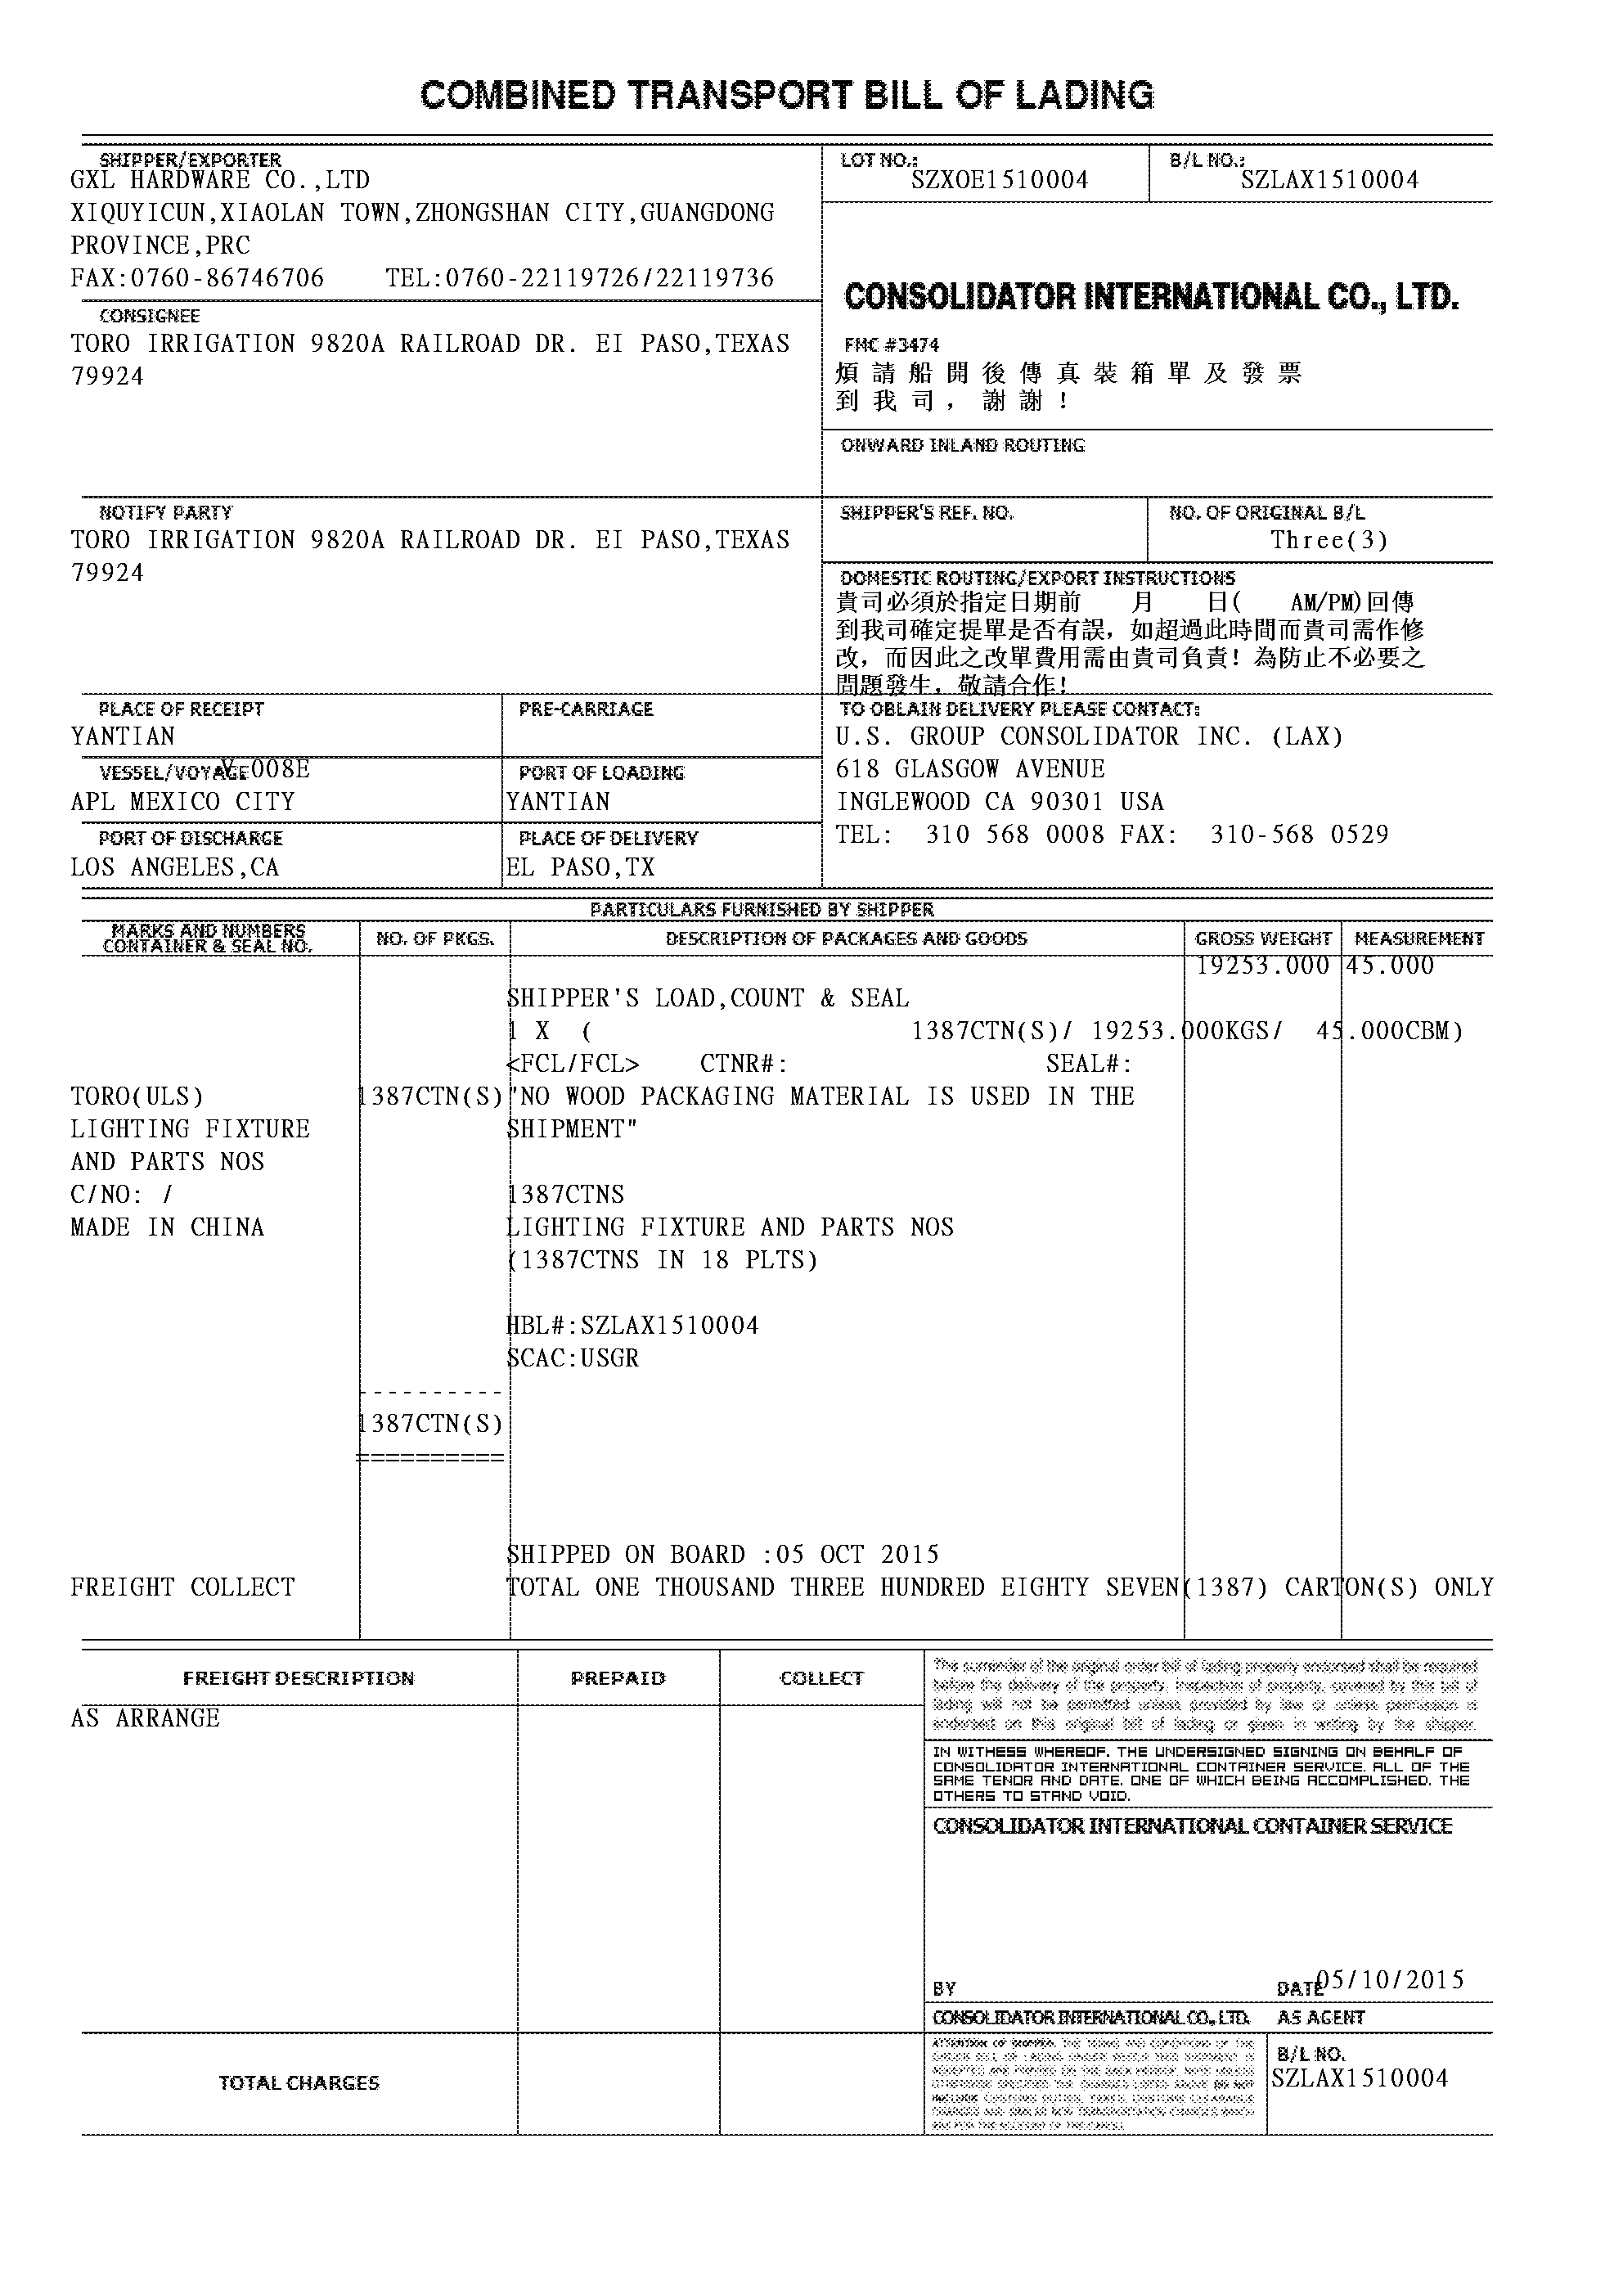 COMBINED TRANSPORT BILL OF LADING
SHIPPER/EXPORTER
GXL HARDWARE CO.,LTD
XIQUYICUN,XIAOLAN TOWN,ZHONGSHAN CITY,GUANGDONG
PROVINCE,PRC
FAX:0760-86746706 TEL:0760-22119726/22119736
LOT NO.:
SZXOE1510004
B/L NO.:
SZLAX1510004
CONSOLIDATOR INTERNATIONAL CO., LTD.
FMC #3474
煩請船開後傳真裝箱單及發票
到我司，謝謝！
CONSIGNEE
TORO IRRIGATION 9820A RAILROAD DR. EI PASO,TEXAS
79924
ONWARD INLAND ROUTING
NOTIFY PARTY
TORO IRRIGATION 9820A RAILROAD DR. EI PASO,TEXAS
79924
SHIPPER'S REF. NO.
NO. OF ORIGINAL B/L
Three(3)
DOMESTIC ROUTING/EXPORT INSTRUCTIONS
貴司必須於指定日期前 月 日( AM/PM)回傳
到我司確定提單是否有誤，如超過此時間而貴司需作修
改，而因此之改單費用需由貴司負責！為防止不必要之
問題發生，敬請合作！
PLACE OF RECEIPT
YANTIAN
PRE-CARRIAGE
VESSEL/VOYAGE V.008E
APL MEXICO CITY
PORT OF LOADING
YANTIAN
PORT OF DISCHARGE
LOS ANGELES,CA
PLACE OF DELIVERY
EL PASO,TX
TO OBLAIN DELIVERY PLEASE CONTACT:
U.S. GROUP CONSOLIDATOR INC. (LAX)
618 GLASGOW AVENUE
INGLEWOOD CA 90301 USA
TEL: 310 568 0008 FAX: 310-568 0529
PARTICULARS FURNISHED BY SHIPPER
MARKS AND NUMBERS
CONTAINER & SEAL NO.
NO. OF PKGS.
DESCRIPTION OF PACKAGES AND GOODS
GROSS WEIGHT
MEASUREMENT
19253.000 45.000
SHIPPER'S LOAD,COUNT & SEAL
1 X ( 1387CTN(S)/ 19253.000KGS/ 45.000CBM)
<FCL/FCL> CTNR#: SEAL#:
TORO(ULS) 1387CTN(S) "NO WOOD PACKAGING MATERIAL IS USED IN THE
LIGHTING FIXTURE SHIPMENT"
AND PARTS NOS
C/NO: / 1387CTNS
MADE IN CHINA LIGHTING FIXTURE AND PARTS NOS
(1387CTNS IN 18 PLTS)
HBL#:SZLAX1510004
SCAC:USGR
----------
1387CTN(S)
==========
SHIPPED ON BOARD :05 OCT 2015
FREIGHT COLLECT TOTAL ONE THOUSAND THREE HUNDRED EIGHTY SEVEN(1387) CARTON(S) ONLY
FREIGHT DESCRIPTION
PREPAID
COLLECT
AS ARRANGE
The surrender of the original order bill of lading properly endorsed shall be required
before the delivery of the property. Inspection of property, covered by this bill of
lading will not be permitted unless provided by law or unless permission is
endorsed on this original bill of lading or given in writing by the shipper.
IN WITHESS WHEREOF. THE UNDERSIGNED SIGNING ON BEHALF OF
CONSOLIDATOR INTERNATIONAL CONTAINER SERVICE. ALL OF THE
SAME TENOR AND DATE. ONE OF WHICH BEING ACCOMPLISHED. THE
OTHERS TO STAND VOID.
CONSOLIDATOR INTERNATIONAL CONTAINER SERVICE
BY
DATE 05/10/2015
CONSOLIDATOR INTERNATIONAL CO., LTD.
AS AGENT
TOTAL CHARGES
B/L NO.
SZLAX1510004